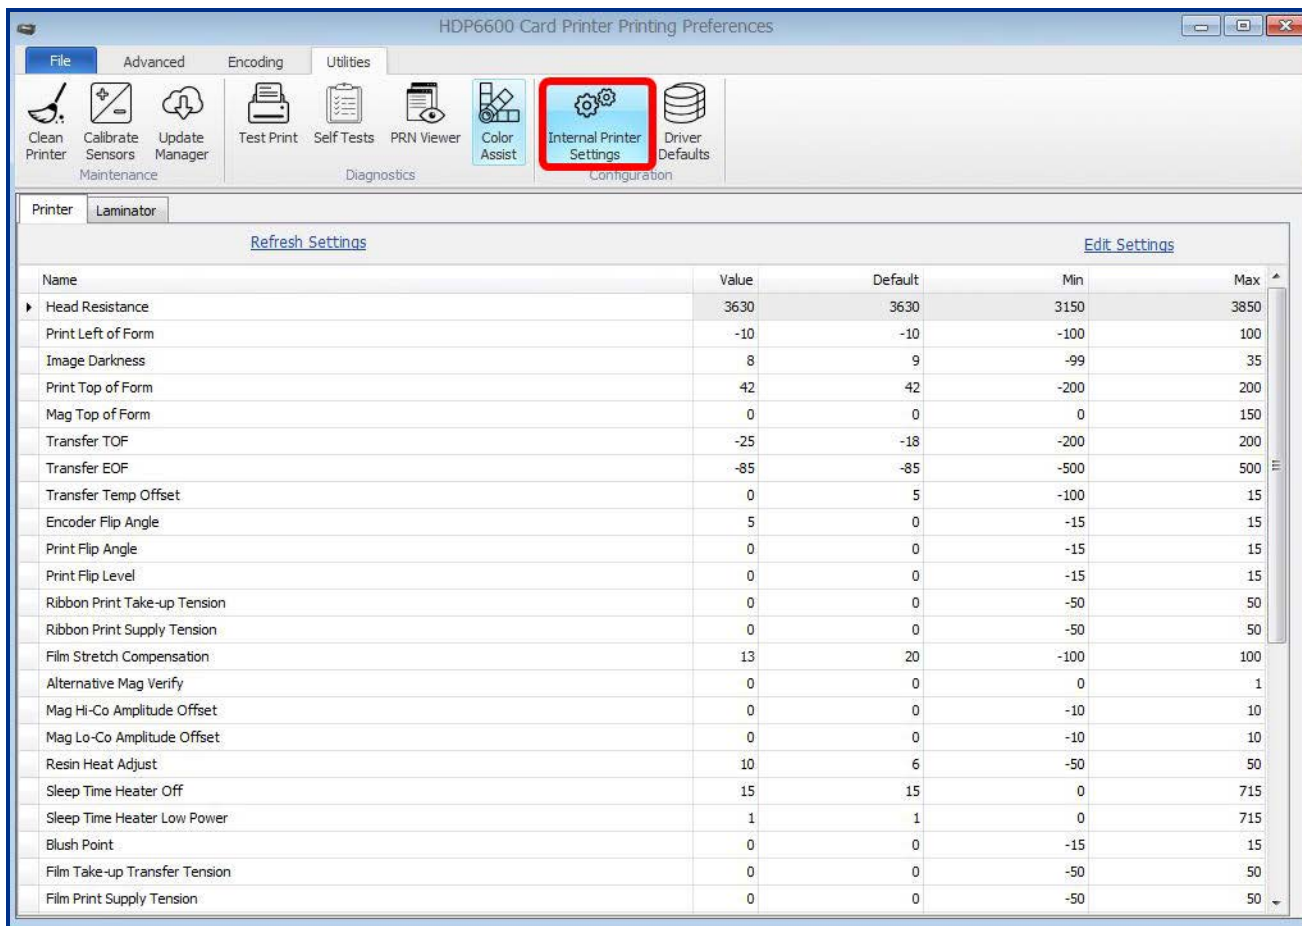 HDP6600 Card Printer Printing Preferences
File Advanced Encoding Utilities
Clean Printer Calibrate Sensors Update Manager Test Print Self Tests PRN Viewer Color Assist Internal Printer Settings Driver Defaults
Maintenance Diagnostics Configuration
Printer Laminator
Refresh Settings Edit Settings
Name Value Default Min Max
Head Resistance 3630 3630 3150 3850
Print Left of Form -10 -10 -100 100
Image Darkness 8 9 -99 35
Print Top of Form 42 42 -200 200
Mag Top of Form 0 0 0 150
Transfer TOF -25 -18 -200 200
Transfer EOF -85 -85 -500 500
Transfer Temp Offset 0 5 -100 15
Encoder Flip Angle 5 0 -15 15
Print Flip Angle 0 0 -15 15
Print Flip Level 0 0 -15 15
Ribbon Print Take-up Tension 0 0 -50 50
Ribbon Print Supply Tension 0 0 -50 50
Film Stretch Compensation 13 20 -100 100
Alternative Mag Verify 0 0 0 1
Mag Hi-Co Amplitude Offset 0 0 -10 10
Mag Lo-Co Amplitude Offset 0 0 -10 10
Resin Heat Adjust 10 6 -50 50
Sleep Time Heater Off 15 15 0 715
Sleep Time Heater Low Power 1 1 0 715
Blush Point 0 0 -15 15
Film Take-up Transfer Tension 0 0 -50 50
Film Print Supply Tension 0 0 -50 50